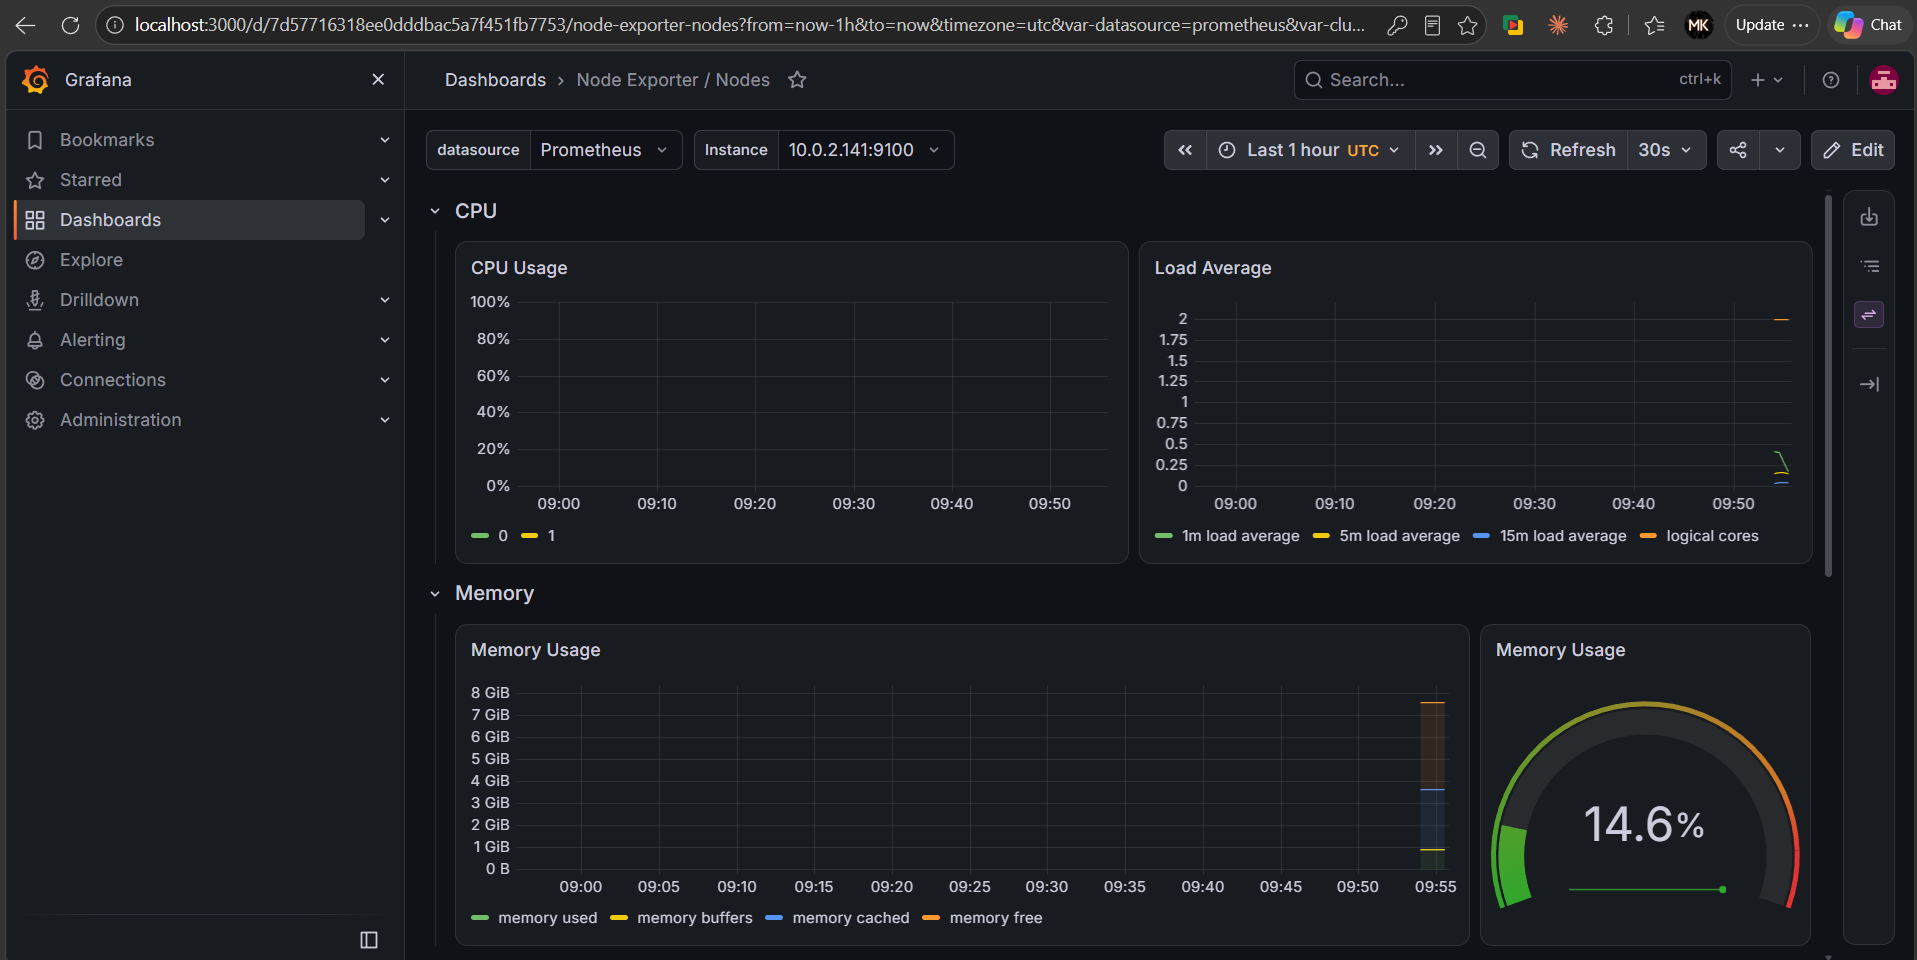 localhost:3000/d/7d57716318ee0dddbac5a7f451fb7753/node-exporter-nodes?from=now-1h&to=now&timezone=utc&var-datasource=prometheus&var-clu...
MK
Update
Chat
Grafana
Dashboards › Node Exporter / Nodes
Search...
ctrl+k
Bookmarks
Starred
Dashboards
Explore
Drilldown
Alerting
Connections
Administration
datasource Prometheus
Instance 10.0.2.141:9100
Last 1 hour UTC
Refresh 30s
Edit
CPU
CPU Usage
100%
80%
60%
40%
20%
0%
09:00 09:10 09:20 09:30 09:40 09:50
0 1
Load Average
2
1.75
1.5
1.25
1
0.75
0.5
0.25
0
09:00 09:10 09:20 09:30 09:40 09:50
1m load average 5m load average 15m load average logical cores
Memory
Memory Usage
8 GiB
7 GiB
6 GiB
5 GiB
4 GiB
3 GiB
2 GiB
1 GiB
0 B
09:00 09:05 09:10 09:15 09:20 09:25 09:30 09:35 09:40 09:45 09:50 09:55
memory used memory buffers memory cached memory free
Memory Usage
14.6%